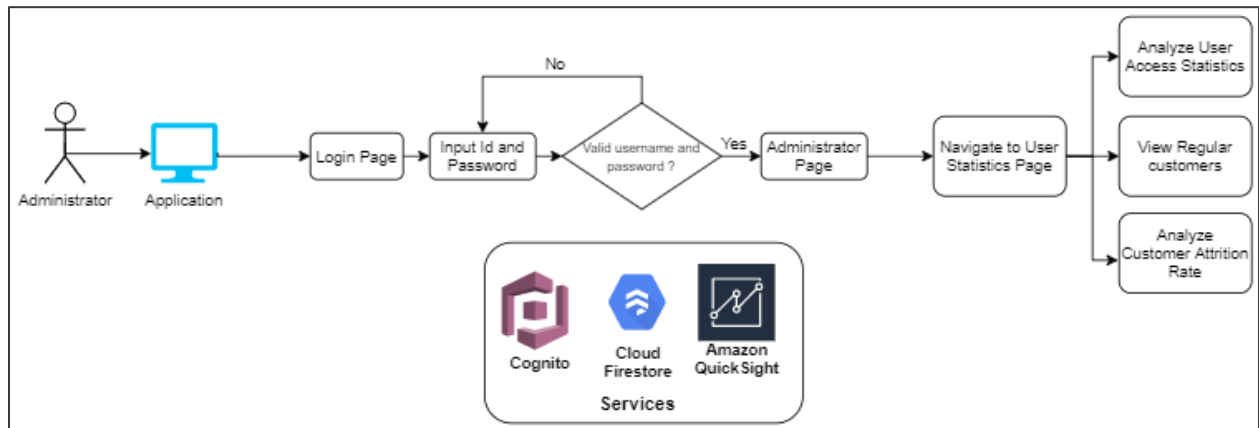 Administrator
Application
Login Page
Input Id and
Password
No
Valid username and
password ?
Yes
Administrator
Page
Navigate to User
Statistics Page
Analyze User
Access Statistics
View Regular
customers
Analyze
Customer Attrition
Rate
Cognito
Cloud
Firestore
Amazon
QuickSight
Services